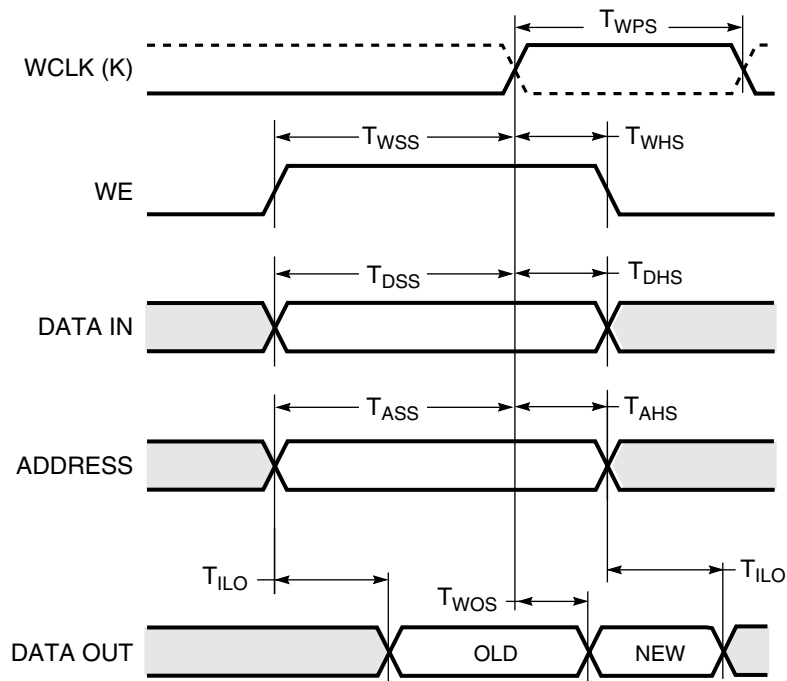 T_WPS
WCLK (K)
T_WSS T_WHS
WE
T_DSS T_DHS
DATA IN
T_ASS T_AHS
ADDRESS
T_ILO T_ILO
T_WOS
DATA OUT OLD NEW